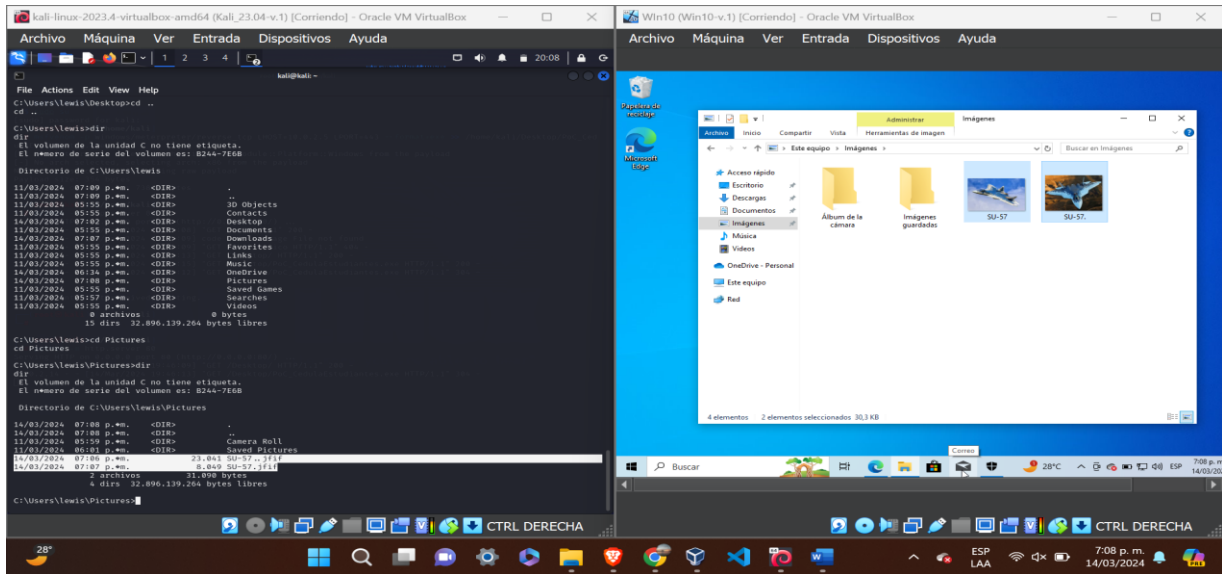 kali-linux-2023.4-virtualbox-amd64 (Kali_23.04-v.1) [Corriendo] - Oracle VM VirtualBox
Archivo Máquina Ver Entrada Dispositivos Ayuda
1 2 3 4
20:08
kali@kali: ~
File Actions Edit View Help
C:\Users\lewis\Desktop>cd ..
cd ..
C:\Users\lewis>dir
dir
El volumen de la unidad C no tiene etiqueta.
El n�mero de serie del volumen es: B244-7E6B
Directorio de C:\Users\lewis
11/03/2024 07:09 p.�m. <DIR> .
11/03/2024 07:09 p.�m. <DIR> ..
11/03/2024 05:55 p.�m. <DIR> 3D Objects
11/03/2024 05:55 p.�m. <DIR> Contacts
14/03/2024 07:02 p.�m. <DIR> Desktop
11/03/2024 05:55 p.�m. <DIR> Documents
14/03/2024 07:07 p.�m. <DIR> Downloads
11/03/2024 05:55 p.�m. <DIR> Favorites
11/03/2024 05:55 p.�m. <DIR> Links
11/03/2024 05:55 p.�m. <DIR> Music
14/03/2024 06:34 p.�m. <DIR> OneDrive
14/03/2024 07:08 p.�m. <DIR> Pictures
11/03/2024 05:55 p.�m. <DIR> Saved Games
11/03/2024 05:57 p.�m. <DIR> Searches
11/03/2024 05:55 p.�m. <DIR> Videos
0 archivos 0 bytes
15 dirs 32.896.139.264 bytes libres
C:\Users\lewis>cd Pictures
cd Pictures
C:\Users\lewis\Pictures>dir
dir
El volumen de la unidad C no tiene etiqueta.
El n�mero de serie del volumen es: B244-7E6B
Directorio de C:\Users\lewis\Pictures
14/03/2024 07:08 p.�m. <DIR> .
14/03/2024 07:08 p.�m. <DIR> ..
11/03/2024 05:59 p.�m. <DIR> Camera Roll
11/03/2024 06:01 p.�m. <DIR> Saved Pictures
14/03/2024 07:06 p.�m. 23.041 SU-57..jfif
14/03/2024 07:07 p.�m. 8.049 SU-57.jfif
2 archivos 31.090 bytes
4 dirs 32.896.139.264 bytes libres
C:\Users\lewis\Pictures>
CTRL DERECHA
WIn10 (Win10-v.1) [Corriendo] - Oracle VM VirtualBox
Archivo Máquina Ver Entrada Dispositivos Ayuda
Papelera de reciclaje
Microsoft Edge
Administrar Imágenes
Archivo Inicio Compartir Vista Herramientas de imagen
Este equipo > Imágenes >
Buscar en Imágenes
Acceso rápido
Escritorio
Descargas
Documentos
Imágenes
Música
Videos
OneDrive - Personal
Este equipo
Red
Álbum de la cámara
Imágenes guardadas
SU-57
SU-57.
4 elementos 2 elementos seleccionados 30,3 KB
Correo
Buscar
28°C
ESP
7:08 p. m
14/03/202
CTRL DERECHA
28°
ESP
LAA
7:08 p. m.
14/03/2024
PRE